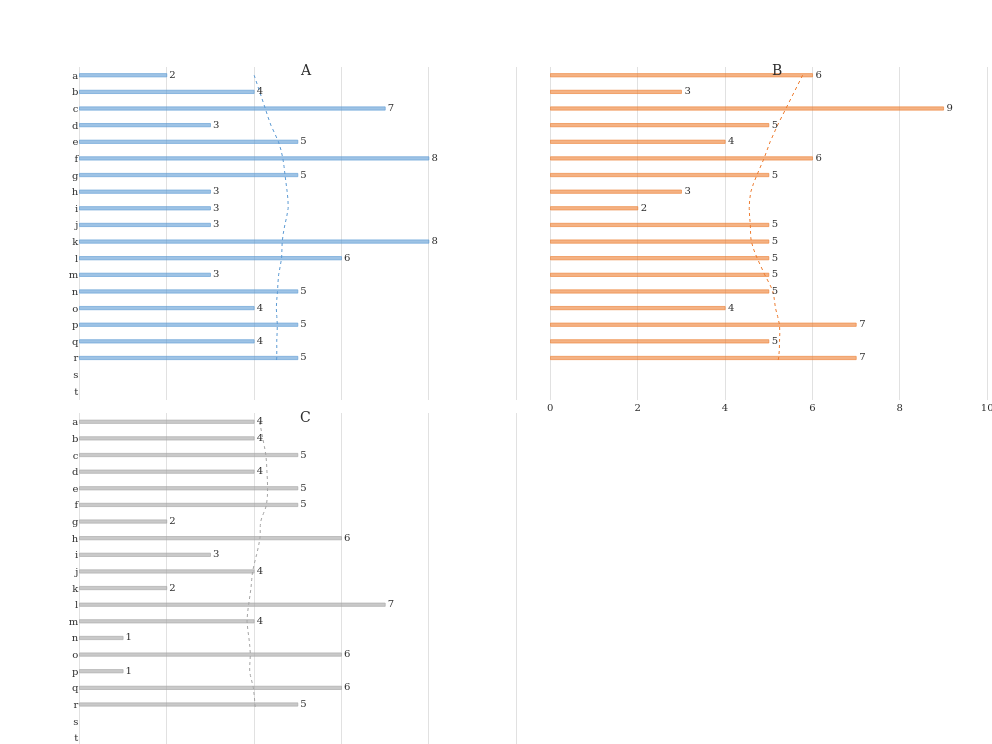 A
a 2
b 4
c 7
d 3
e 5
f 8
g 5
h 3
i 3
j 3
k 8
l 6
m 3
n 5
o 4
p 5
q 4
r 5
s
t
B
6
3
9
5
4
6
5
3
2
5
5
5
5
5
4
7
5
7
0 2 4 6 8 10
C
a 4
b 4
c 5
d 4
e 5
f 5
g 2
h 6
i 3
j 4
k 2
l 7
m 4
n 1
o 6
p 1
q 6
r 5
s
t